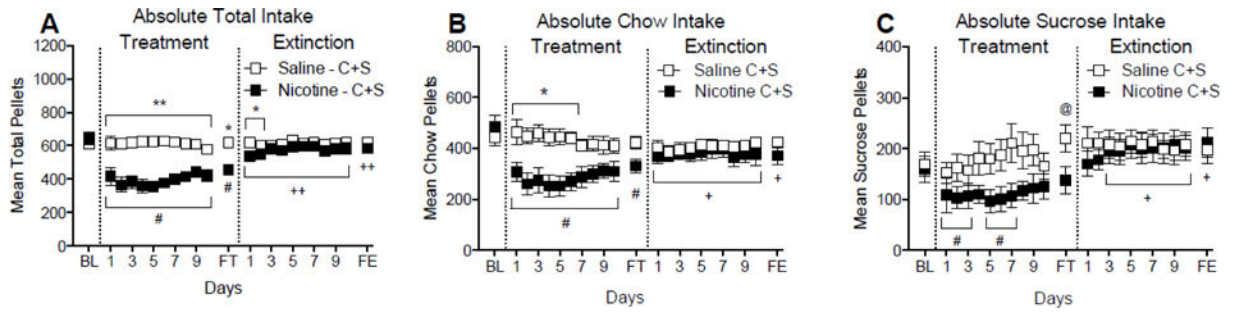 A Absolute Total Intake
Treatment Extinction
Saline - C+S
Nicotine - C+S
Mean Total Pellets
1200
1000
800
600
400
200
0
** * * # # ++ ++
BL 1 3 5 7 9 FT 1 3 5 7 9 FE
Days
B Absolute Chow Intake
Treatment Extinction
Saline C+S
Nicotine C+S
Mean Chow Pellets
800
600
400
200
0
* # # + +
BL 1 3 5 7 9 FT 1 3 5 7 9 FE
Days
C Absolute Sucrose Intake
Treatment Extinction
Saline C+S
Nicotine C+S
Mean Sucrose Pellets
400
300
200
100
0
@ # # + +
BL 1 3 5 7 9 FT 1 3 5 7 9 FE
Days